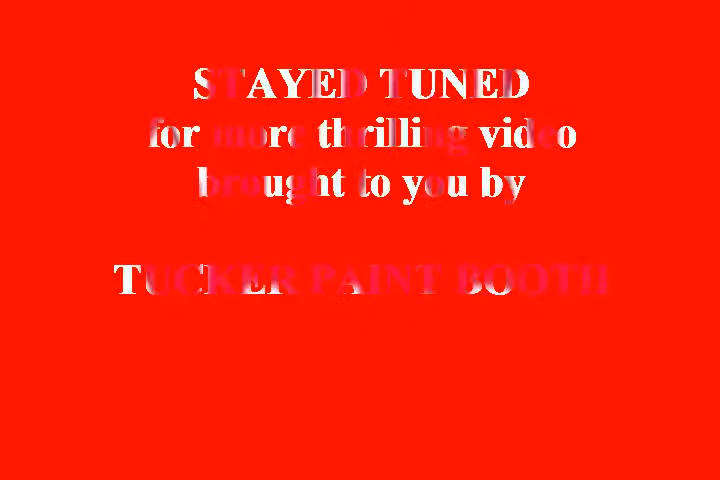 STAYED TUNED
for more thrilling video
brought to you by
TUCKER PAINT BOOTH